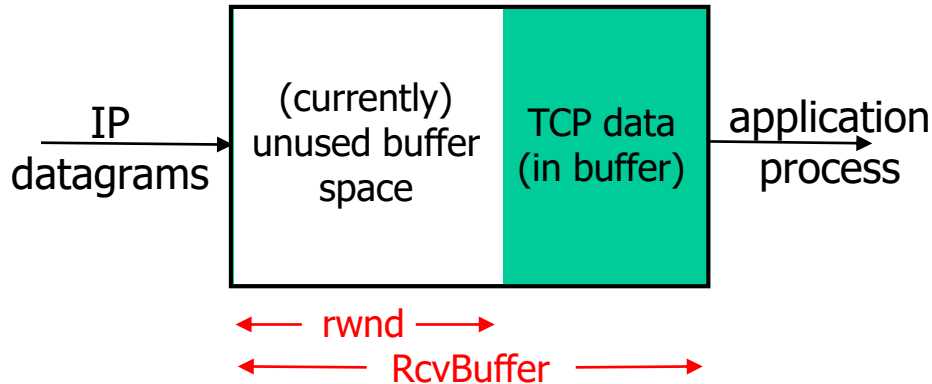 IP
datagrams
(currently)
unused buffer
space
TCP data
(in buffer)
application
process
rwnd
RcvBuffer